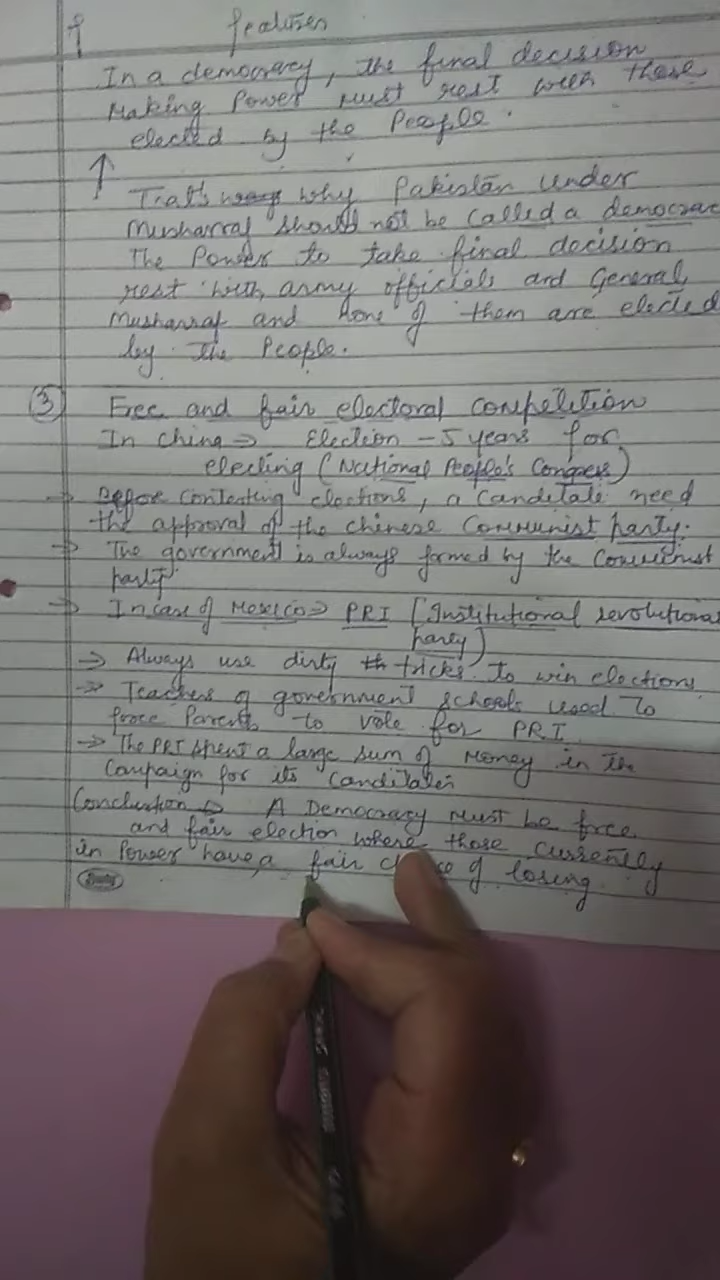 features
In a democracy, the final decision
Making Power must rest with those
elected by the People.
That's why Pakistan under
Musharraf should not be called a democrac
The Power to take final decision
rest with army officials and General
Musharraf and none of them are elected
by the People.
③ Free and fair electoral competition
In China ⇒ Election - 5 years for
electing (National People's Congress)
→ Before Contesting elections, a Canditate need
the approval of the chinese Communist party.
→ The government is always formed by the Communist
party
→ In case of Mexico ⇒ PRI [Institutional revolutional
party)
→ Always use dirty tricks to win elections
→ Teachers of government schools used to
force Parents to vote for PRI
→ The PRI spent a large sum of money in the
Campaign for its Canditates
Conclusion ⇒ A Democracy must be free
and fair election where those currently
in Power have a fair of losing